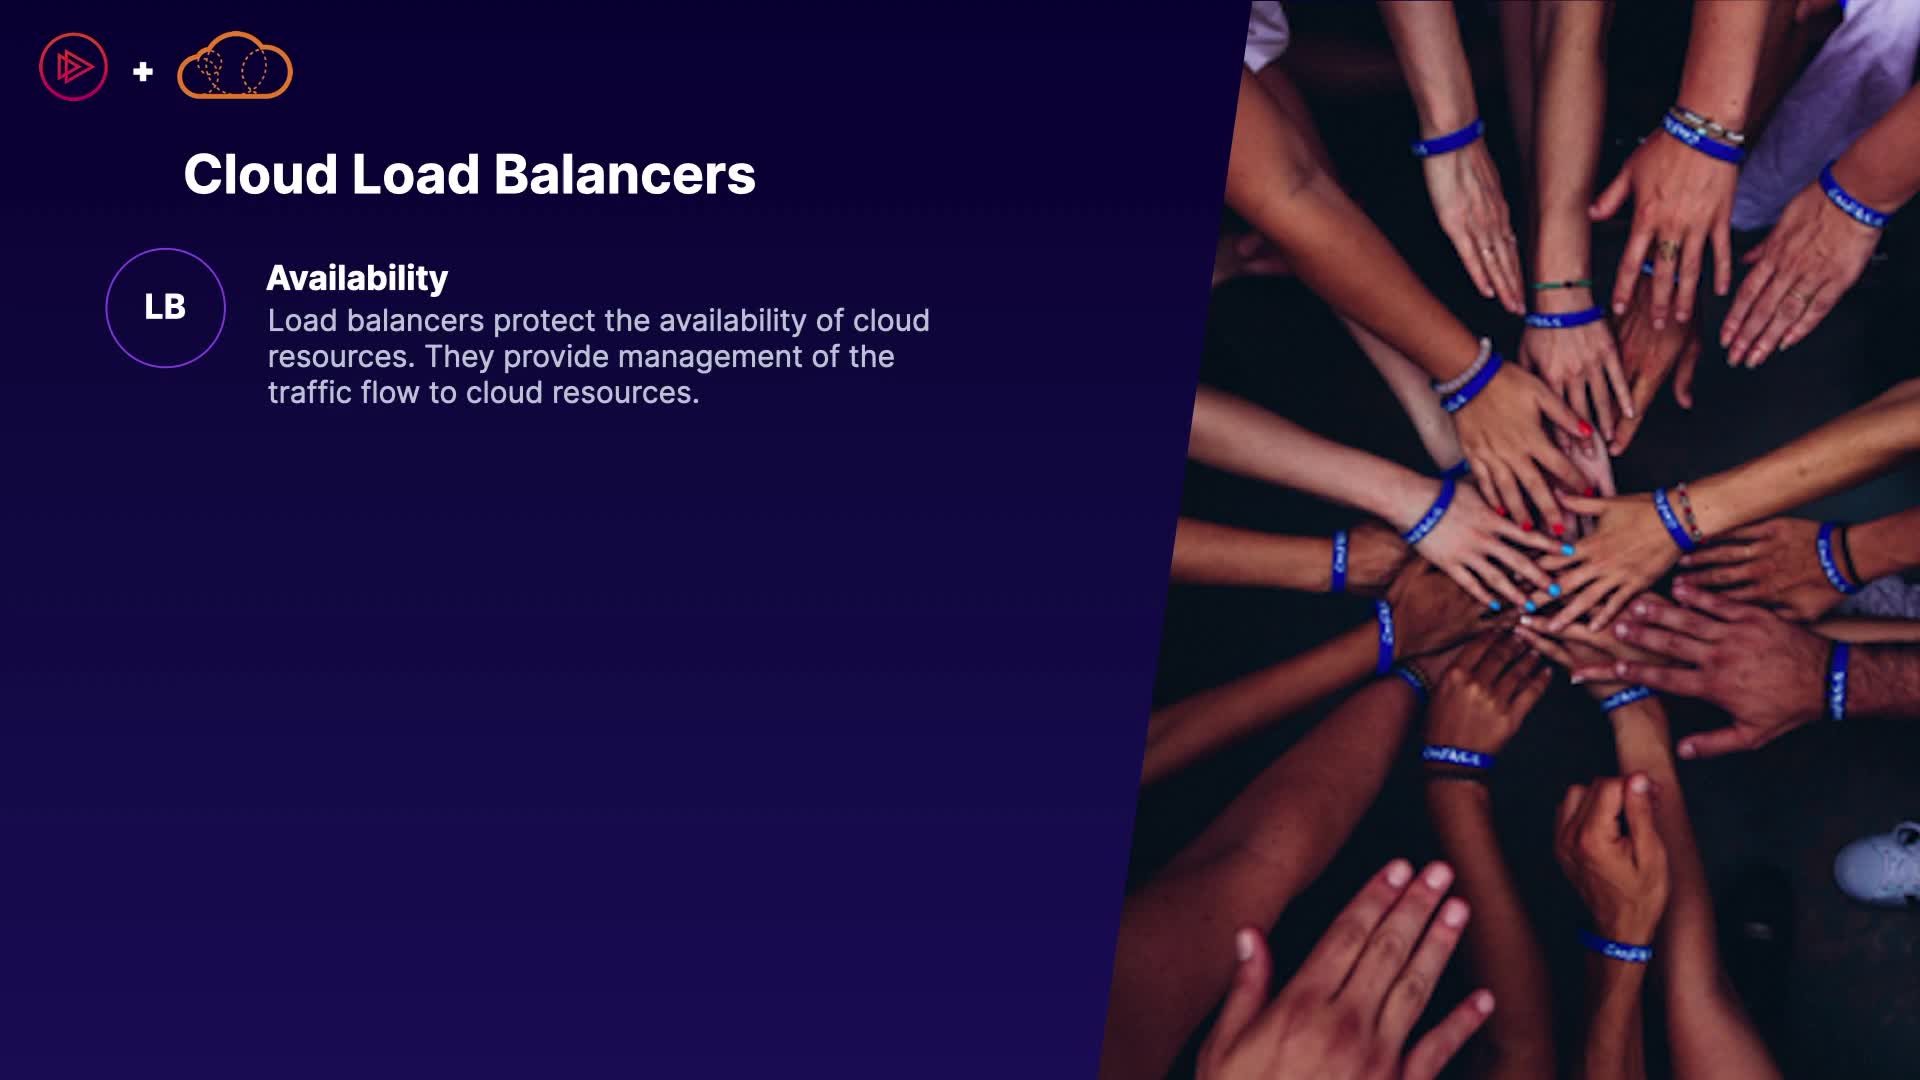 Cloud Load Balancers
LB
Availability
Load balancers protect the availability of cloud
resources. They provide management of the
traffic flow to cloud resources.